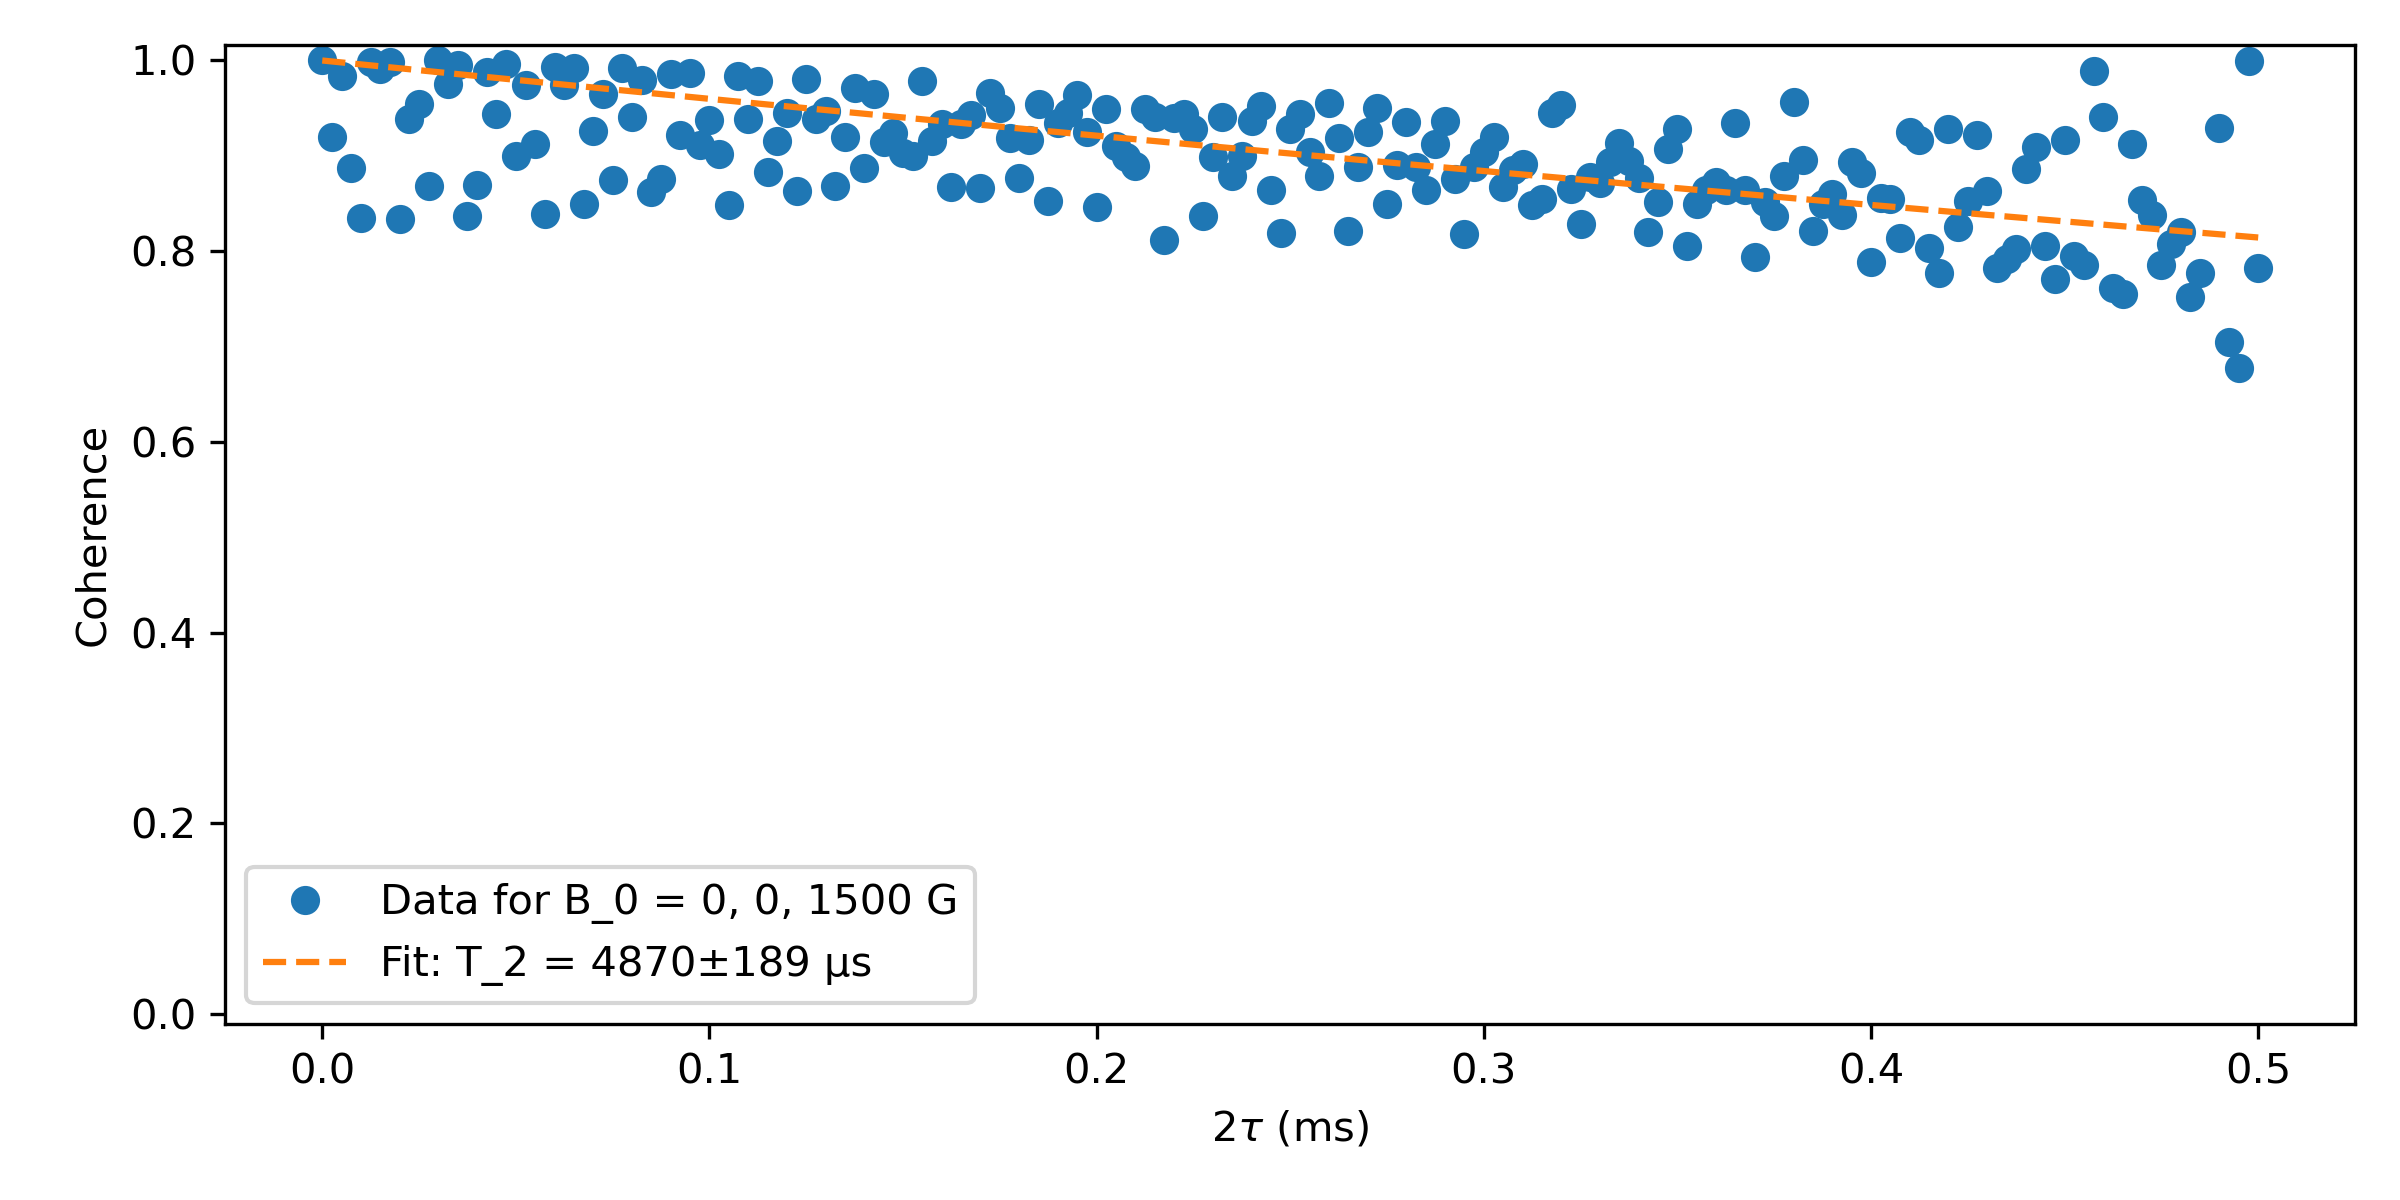 1.0
0.8
0.6
0.4
0.2
0.0
Coherence
Data for B_0 = 0, 0, 1500 G
Fit: T_2 = 4870±189 μs
0.0 0.1 0.2 0.3 0.4 0.5
2τ (ms)